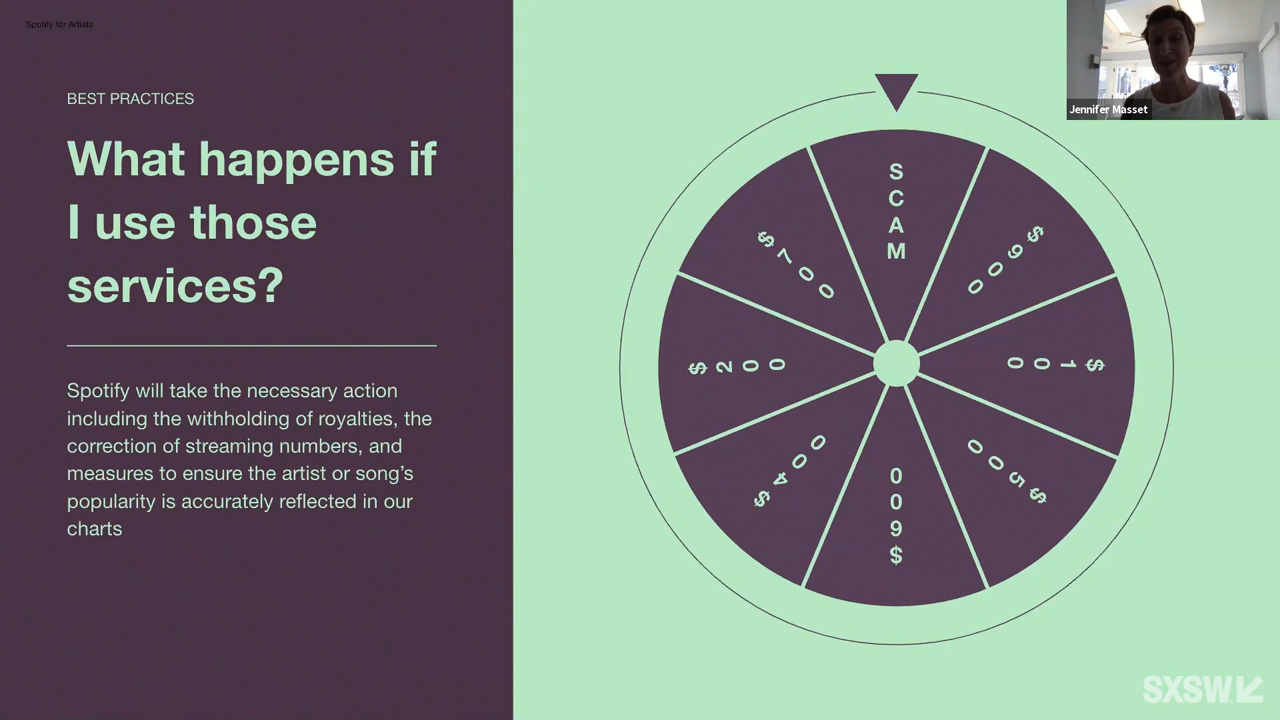 Spotify for Artists
BEST PRACTICES
What happens if
I use those
services?
Spotify will take the necessary action
including the withholding of royalties, the
correction of streaming numbers, and
measures to ensure the artist or song’s
popularity is accurately reflected in our
charts
SCAM
$900
$100
$500
$600
$400
$200
$700
Jennifer Masset
SXSW